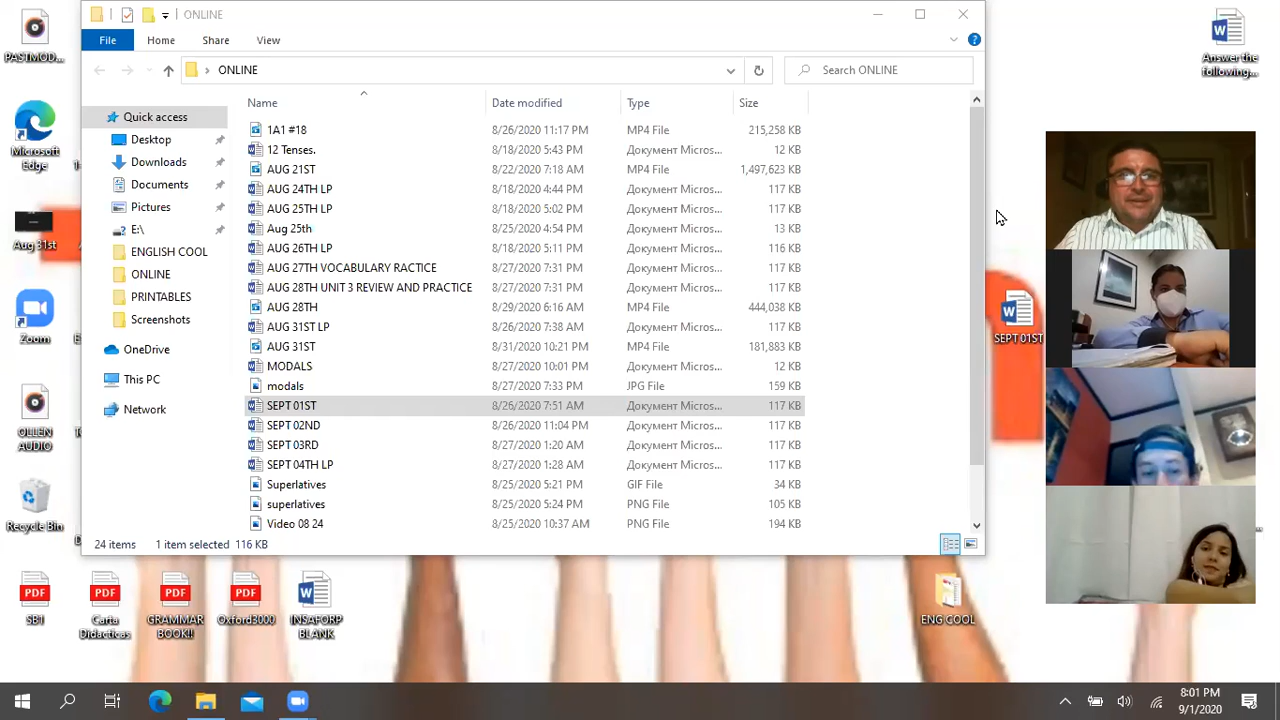 ONLINE
File Home Share View
ONLINE
Search ONLINE
Name Date modified Type Size
Quick access
Desktop
Downloads
Documents
Pictures
E:\
ENGLISH COOL
ONLINE
PRINTABLES
Screenshots
OneDrive
This PC
Network
1A1 #18 8/26/2020 11:17 PM MP4 File 215,258 KB
12 Tenses. 8/18/2020 5:43 PM Документ Micros... 12 KB
AUG 21ST 8/22/2020 7:18 AM MP4 File 1,497,623 KB
AUG 24TH LP 8/18/2020 4:44 PM Документ Micros... 117 KB
AUG 25TH LP 8/18/2020 5:02 PM Документ Micros... 117 KB
Aug 25th 8/25/2020 4:54 PM Документ Micros... 13 KB
AUG 26TH LP 8/18/2020 5:11 PM Документ Micros... 116 KB
AUG 27TH VOCABULARY RACTICE 8/27/2020 7:31 PM Документ Micros... 117 KB
AUG 28TH UNIT 3 REVIEW AND PRACTICE 8/27/2020 7:31 PM Документ Micros... 117 KB
AUG 28TH 8/29/2020 6:16 AM MP4 File 444,038 KB
AUG 31ST LP 8/26/2020 7:38 AM Документ Micros... 117 KB
AUG 31ST 8/31/2020 10:21 PM MP4 File 181,883 KB
MODALS 8/27/2020 10:01 PM Документ Micros... 12 KB
modals 8/27/2020 7:33 PM JPG File 159 KB
SEPT 01ST 8/26/2020 7:51 AM Документ Micros... 117 KB
SEPT 02ND 8/26/2020 11:04 PM Документ Micros... 117 KB
SEPT 03RD 8/27/2020 1:20 AM Документ Micros... 117 KB
SEPT 04TH LP 8/27/2020 1:28 AM Документ Micros... 117 KB
Superlatives 8/25/2020 5:21 PM GIF File 34 KB
superlatives 8/25/2020 5:24 PM PNG File 105 KB
Video 08 24 8/25/2020 10:37 AM PNG File 194 KB
24 items 1 item selected 116 KB
PASTMOD...
Microsoft
Edge
Aug 31st
Zoom
OLLEN
AUDIO
Recycle Bin
Answer the
following...
SEPT 01ST
PDF
SB1
PDF
Carta
Didacticas
PDF
GRAMMAR
BOOK!!
PDF
Oxford3000
INSAFORP
BLANK
ENG COOL
8:01 PM
9/1/2020